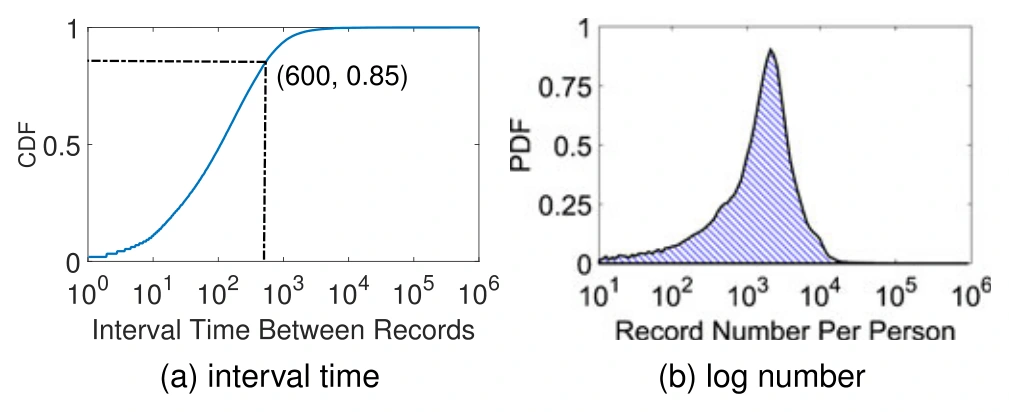 1
0.5
0
CDF
(600, 0.85)
10^0 10^1 10^2 10^3 10^4 10^5 10^6
Interval Time Between Records
(a) interval time
1
0.75
0.5
0.25
0
PDF
10^1 10^2 10^3 10^4 10^5 10^6
Record Number Per Person
(b) log number